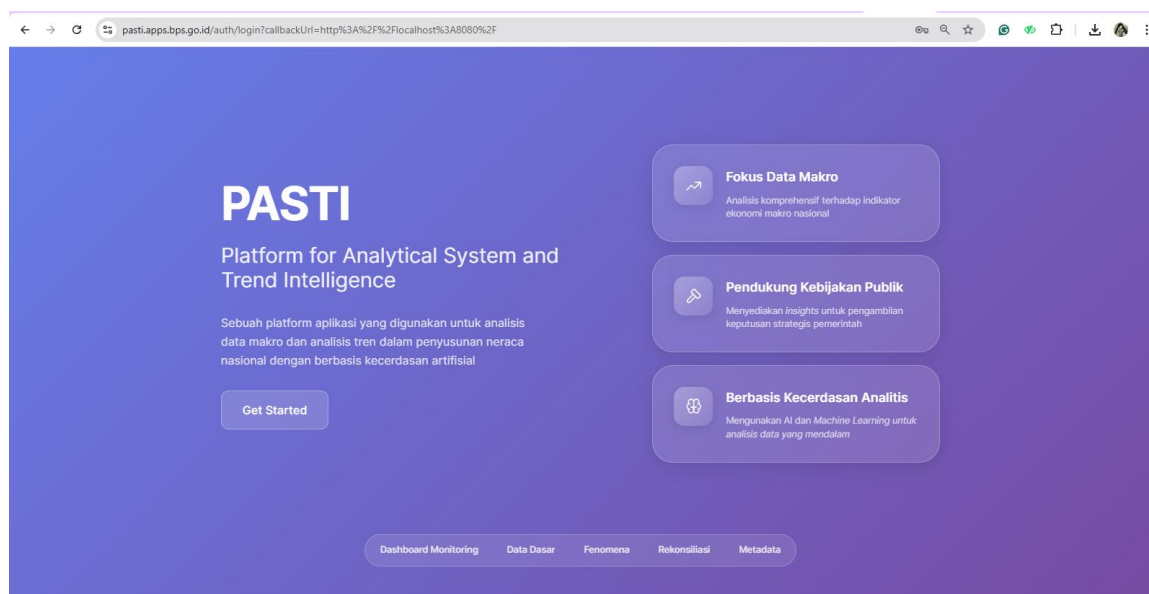 pasti.apps.bps.go.id/auth/login?callbackUrl=http%3A%2F%2Flocalhost%3A8080%2F
PASTI
Platform for Analytical System and
Trend Intelligence
Sebuah platform aplikasi yang digunakan untuk analisis
data makro dan analisis tren dalam penyusunan neraca
nasional dengan berbasis kecerdasan artifisial
Get Started
Fokus Data Makro
Analisis komprehensif terhadap indikator
ekonomi makro nasional
Pendukung Kebijakan Publik
Menyediakan insights untuk pengambilan
keputusan strategis pemerintah
Berbasis Kecerdasan Analitis
Mengunakan AI dan Machine Learning untuk
analisis data yang mendalam
Dashboard Monitoring Data Dasar Fenomena Rekonsiliasi Metadata